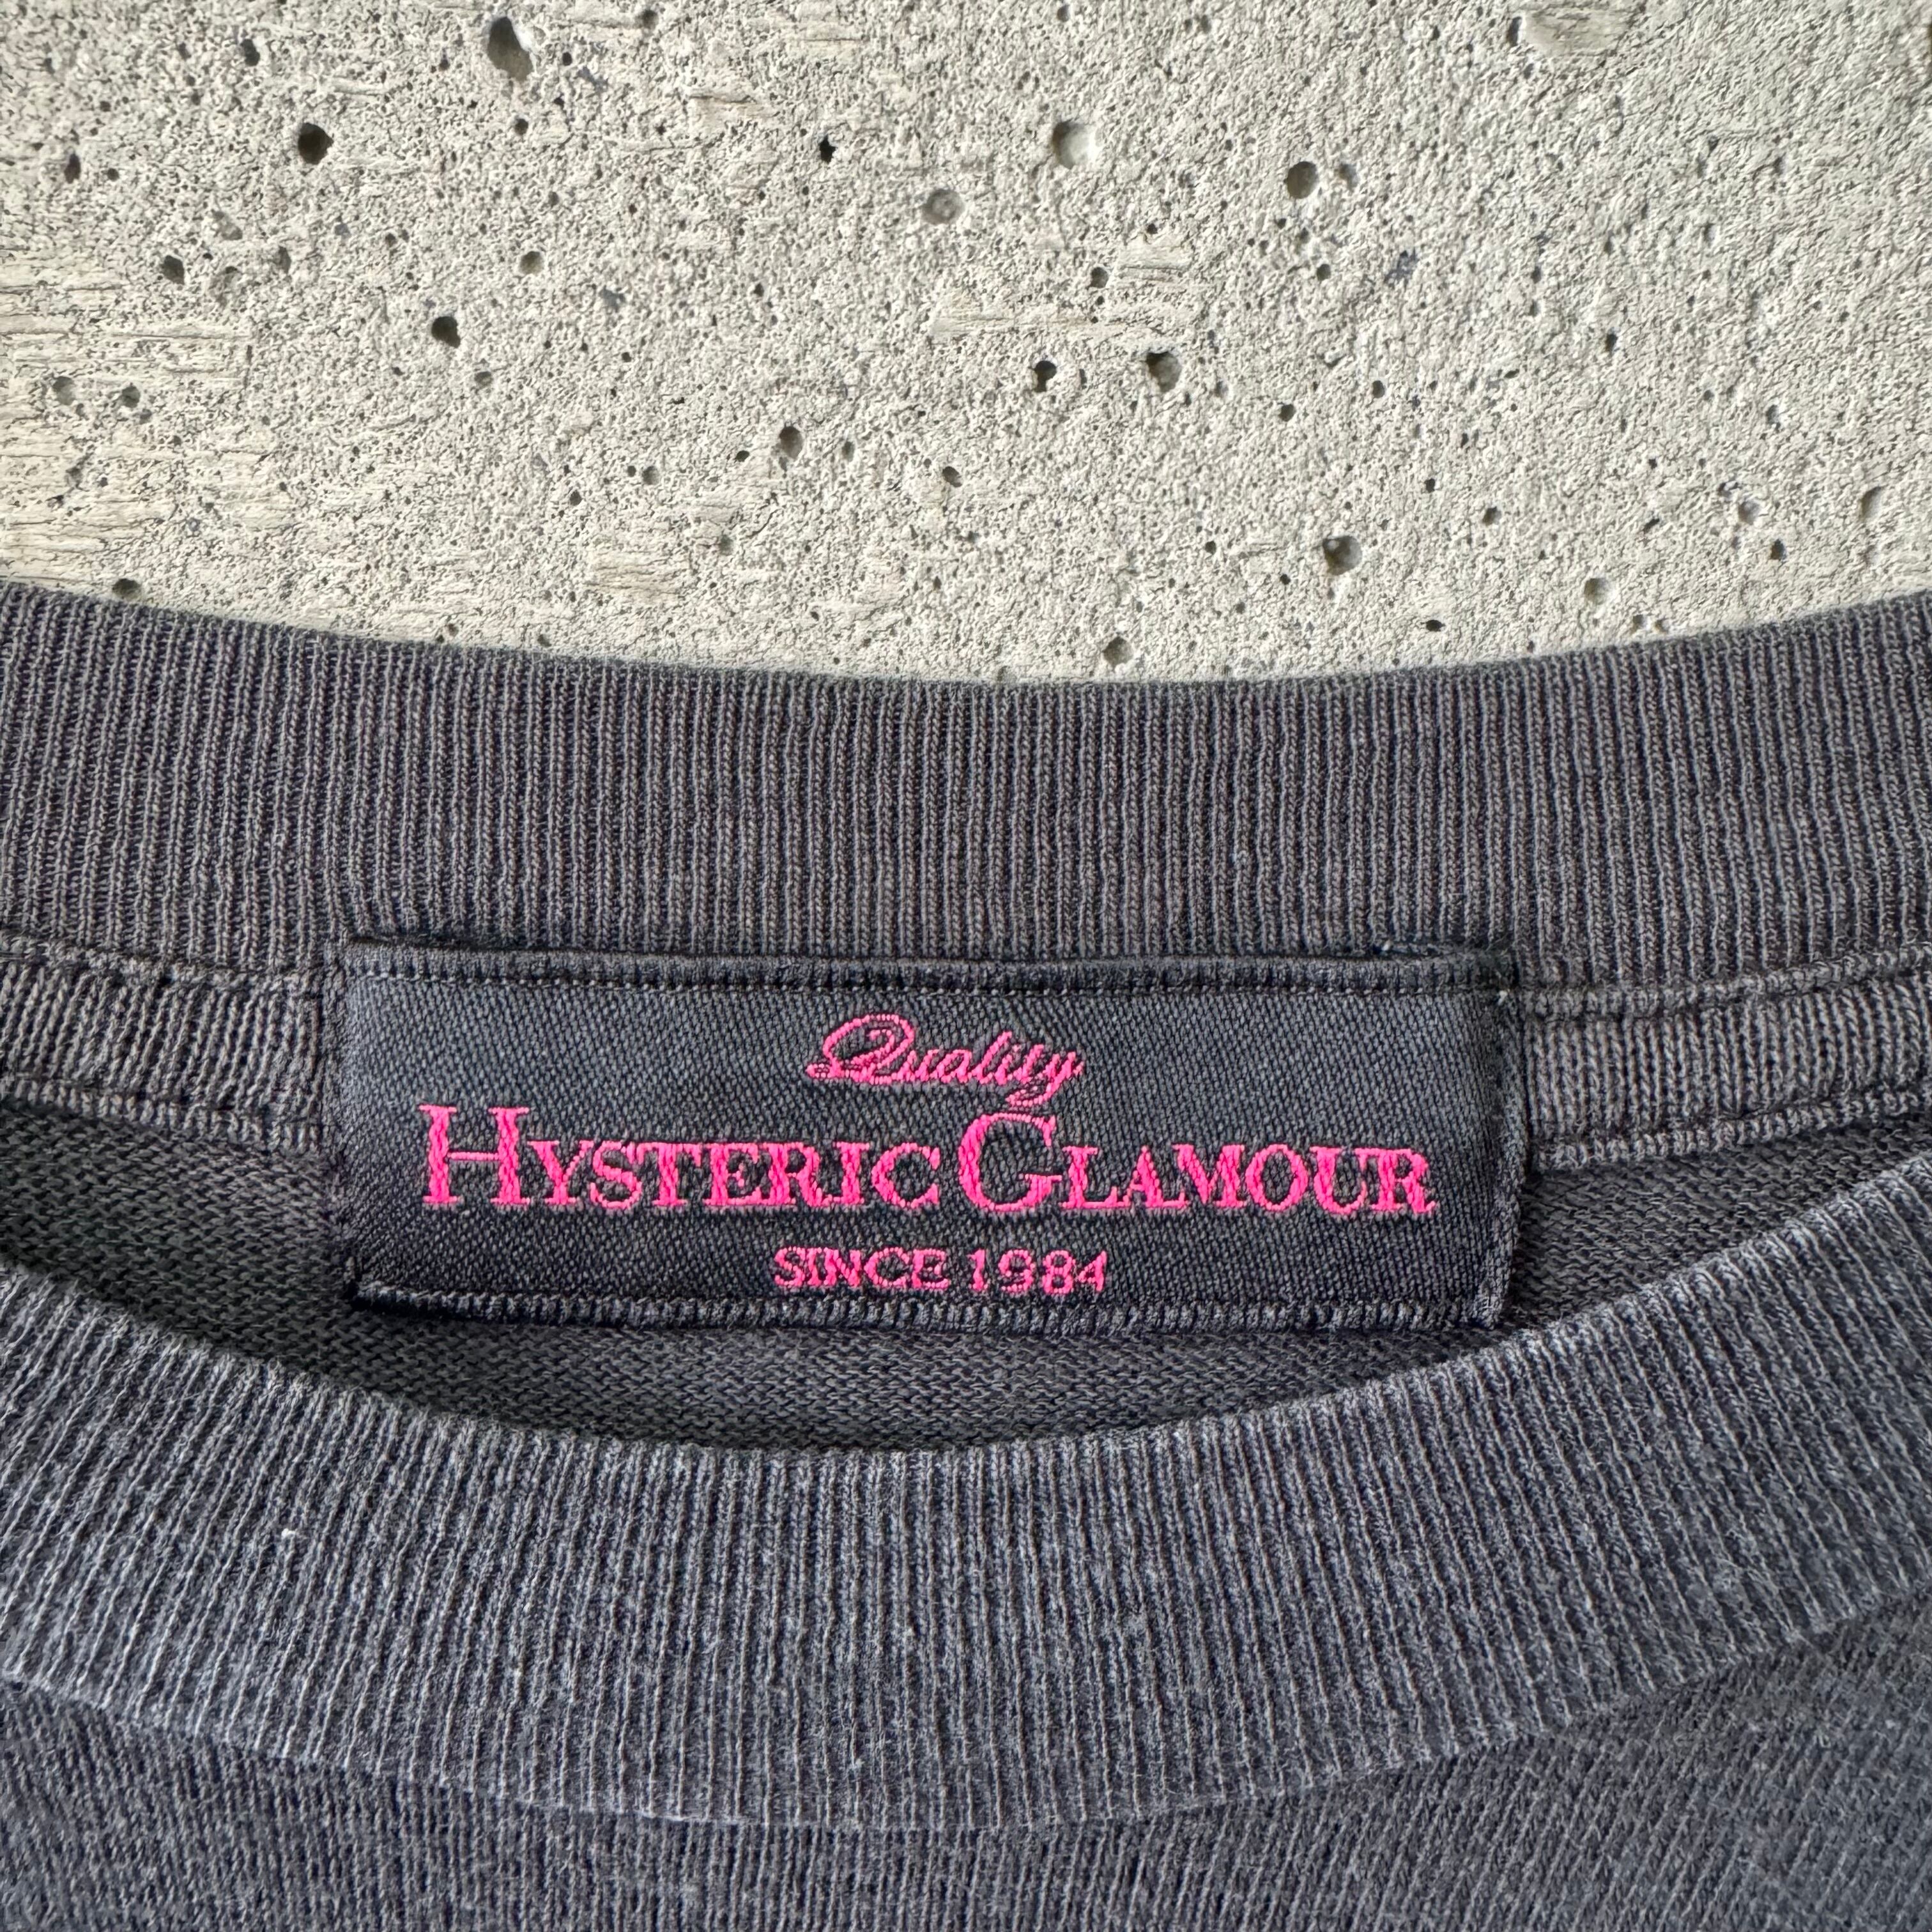 Quality
HYSTERIC GLAMOUR
SINCE 1984